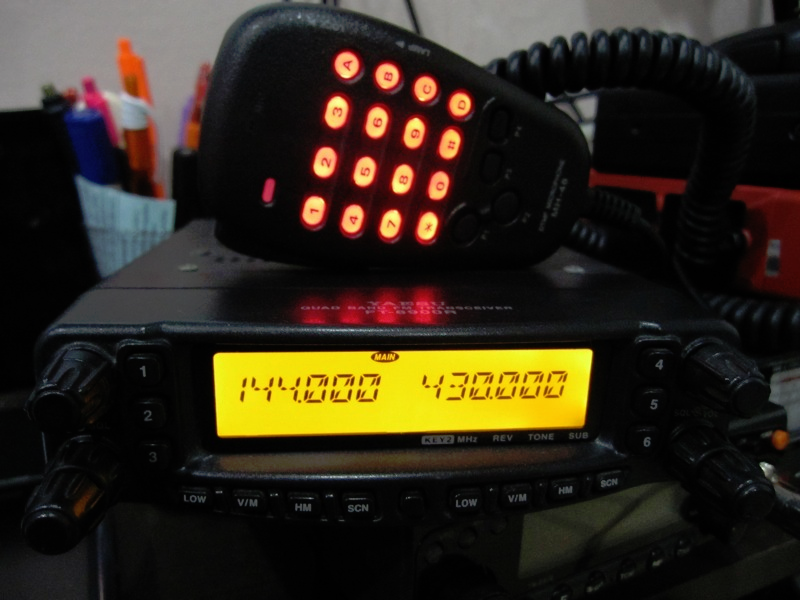 A B C D
3 6 9 #
2 5 8 0
1 4 7 *
YAESU
QUAD BAND FM TRANSCEIVER
FT-8900R
MAIN
144.000 430.000
KEY2 MHz REV TONE SUB
1
2
3
4
5
6
LOW V/M HM SCN
LOW V/M HM SCN